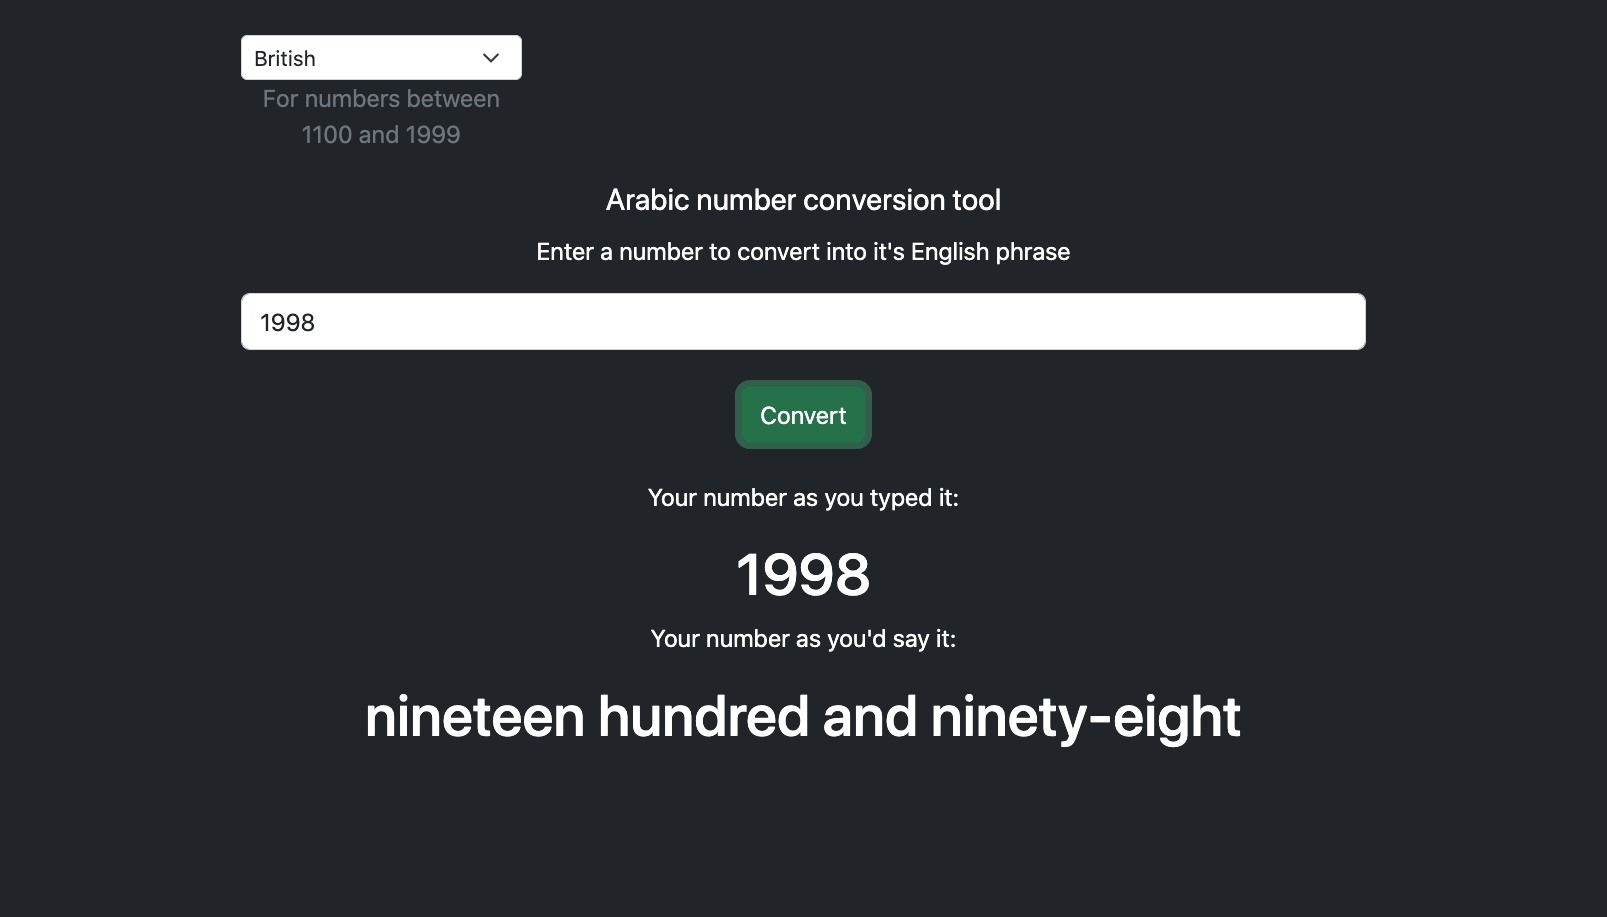 British
For numbers between
1100 and 1999
Arabic number conversion tool
Enter a number to convert into it's English phrase
1998
Convert
Your number as you typed it:
1998
Your number as you'd say it:
nineteen hundred and ninety-eight